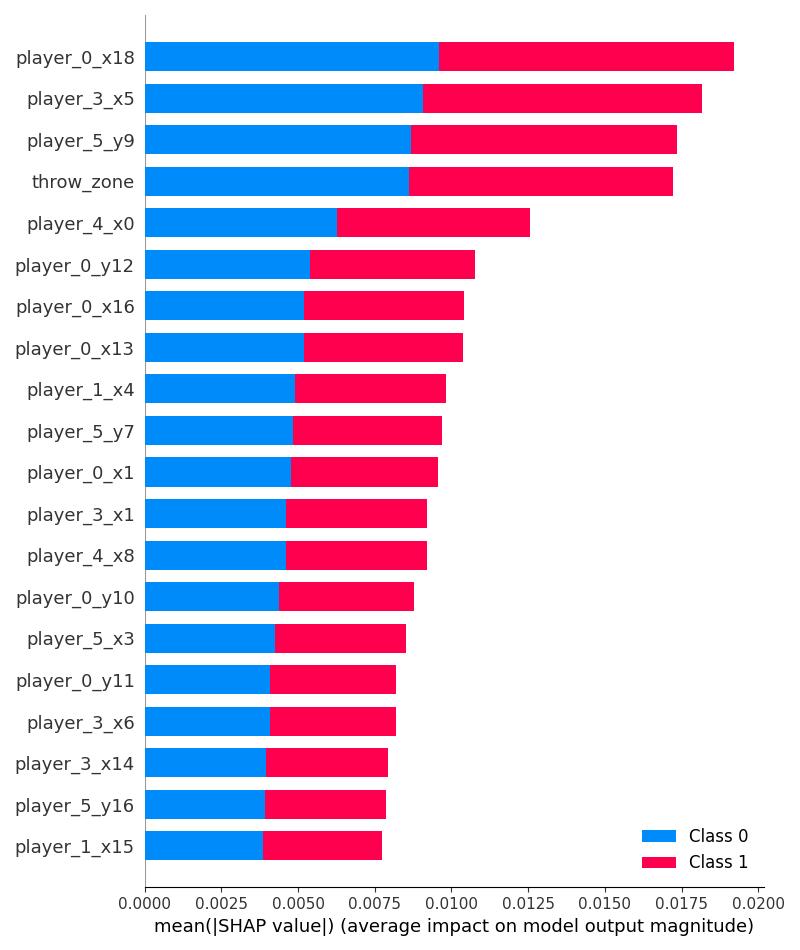 player_0_x18
player_3_x5
player_5_y9
throw_zone
player_4_x0
player_0_y12
player_0_x16
player_0_x13
player_1_x4
player_5_y7
player_0_x1
player_3_x1
player_4_x8
player_0_y10
player_5_x3
player_0_y11
player_3_x6
player_3_x14
player_5_y16
player_1_x15
Class 0
Class 1
0.0000 0.0025 0.0050 0.0075 0.0100 0.0125 0.0150 0.0175 0.0200
mean(|SHAP value|) (average impact on model output magnitude)